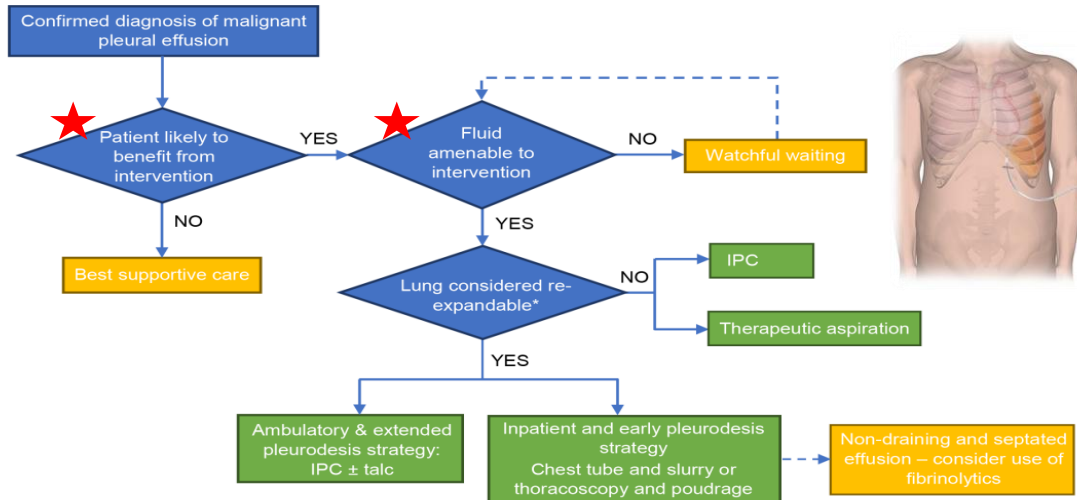 Confirmed diagnosis of malignant
pleural effusion
Patient likely to
benefit from
intervention
YES
Fluid
amenable to
intervention
NO
Watchful waiting
NO
YES
Best supportive care
Lung considered re-
expandable*
NO
IPC
Therapeutic aspiration
YES
Ambulatory & extended
pleurodesis strategy:
IPC ± talc
Inpatient and early pleurodesis
strategy
Chest tube and slurry or
thoracoscopy and poudrage
Non-draining and septated
effusion – consider use of
fibrinolytics